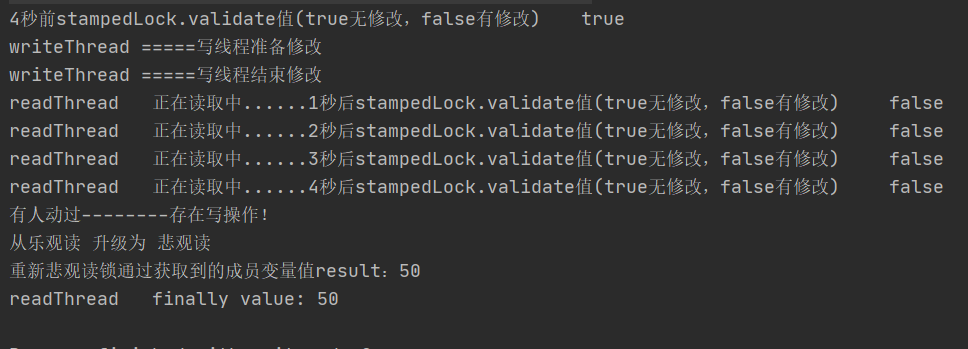 4秒前stampedLock.validate值(true无修改，false有修改)    true
writeThread =====写线程准备修改
writeThread =====写线程结束修改
readThread   正在读取中......1秒后stampedLock.validate值(true无修改，false有修改)    false
readThread   正在读取中......2秒后stampedLock.validate值(true无修改，false有修改)    false
readThread   正在读取中......3秒后stampedLock.validate值(true无修改，false有修改)    false
readThread   正在读取中......4秒后stampedLock.validate值(true无修改，false有修改)    false
有人动过--------存在写操作！
从乐观读 升级为 悲观读
重新悲观读锁通过获取到的成员变量值result：50
readThread   finally value: 50